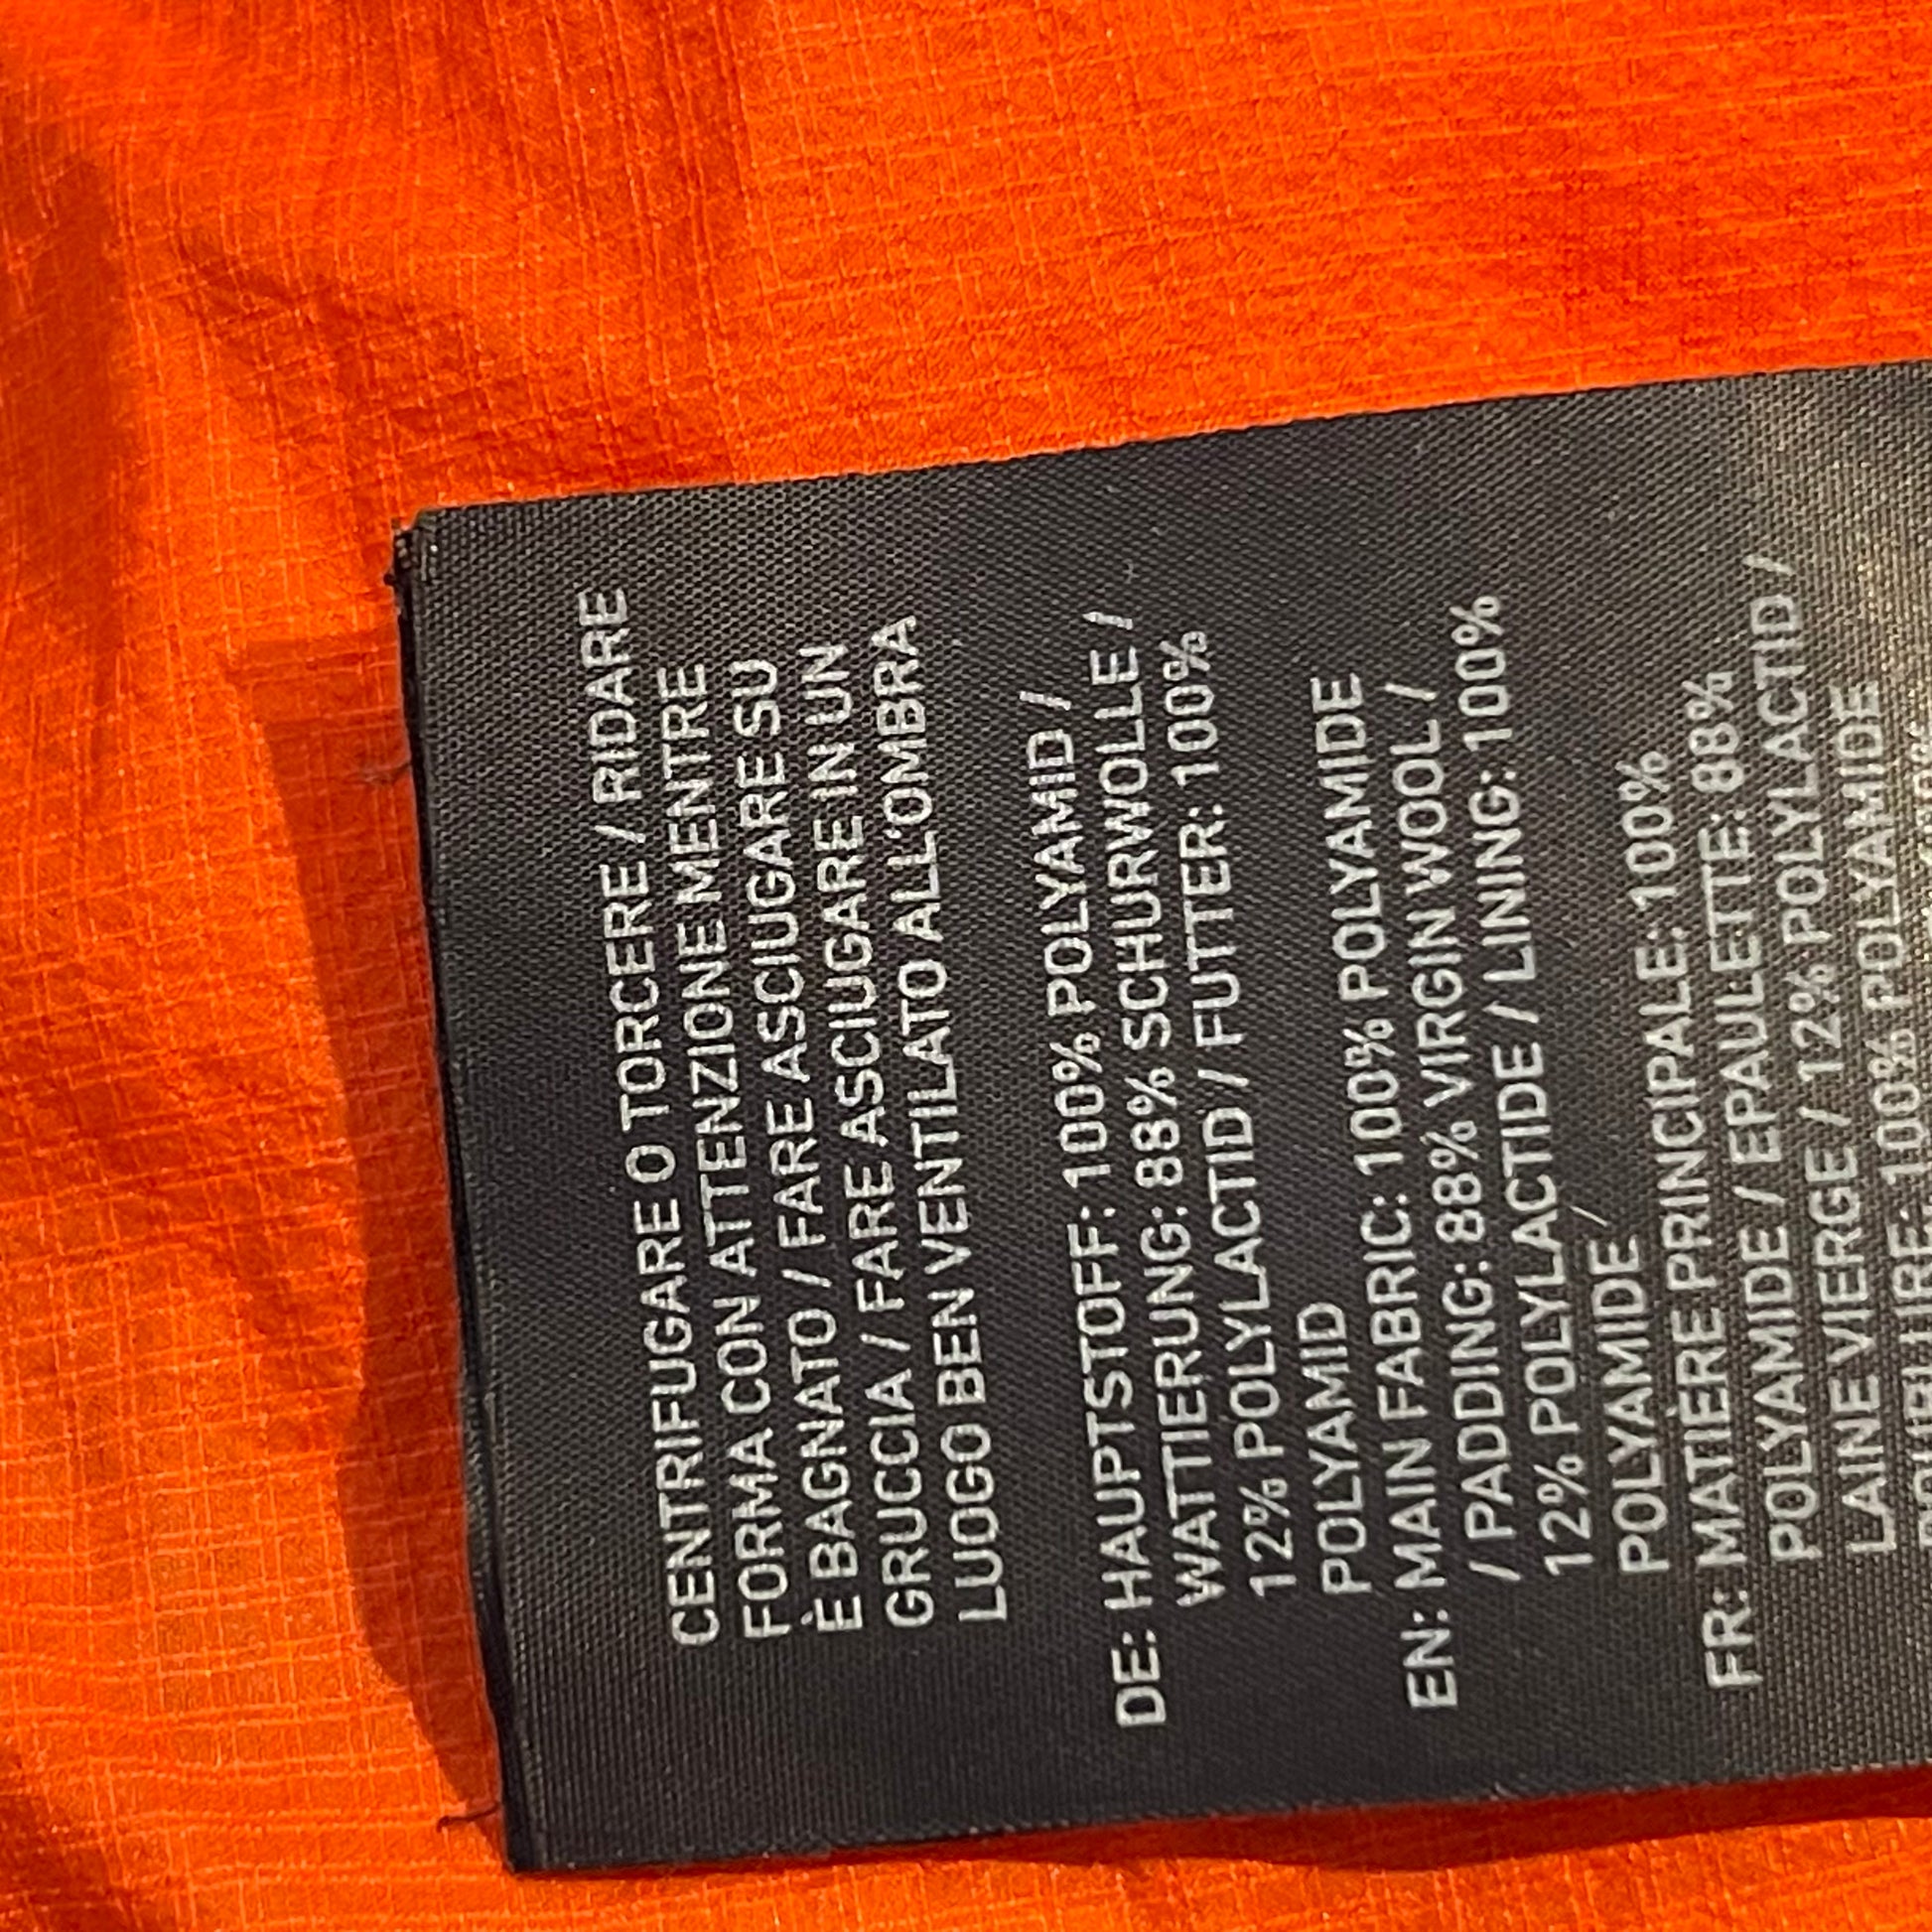 CENTRIFUGARE O TORCERE / RIDARE
FORMA CON ATTENZIONE MENTRE
È BAGNATO / FARE ASCIUGARE SU
GRUCCIA / FARE ASCIUGARE IN UN
LUOGO BEN VENTILATO ALL'OMBRA
DE: HAUPTSTOFF: 100% POLYAMID /
WATTIERUNG: 88% SCHURWOLLE /
12% POLYLACTID / FUTTER: 100%
POLYAMID
EN: MAIN FABRIC: 100% POLYAMIDE
/ PADDING: 88% VIRGIN WOOL /
12% POLYLACTIDE / LINING: 100%
POLYAMIDE /
FR: MATIÈRE PRINCIPALE: 100%
POLYAMIDE / EPAULETTE: 88%
LAINE VIERGE / 12% POLYLACTID /
100% POLYAMIDE